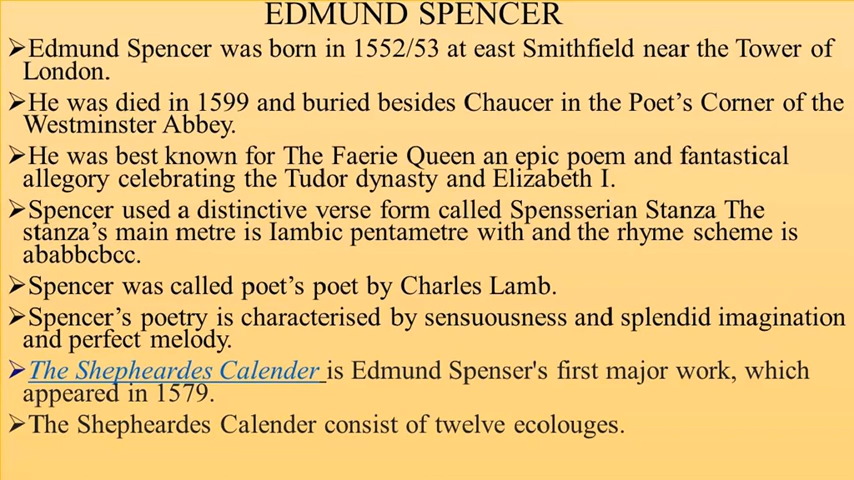 EDMUND SPENCER
➢Edmund Spencer was born in 1552/53 at east Smithfield near the Tower of
London.
➢He was died in 1599 and buried besides Chaucer in the Poet's Corner of the
Westminster Abbey.
➢He was best known for The Faerie Queen an epic poem and fantastical
allegory celebrating the Tudor dynasty and Elizabeth I.
➢Spencer used a distinctive verse form called Spensserian Stanza The
stanza's main metre is Iambic pentametre with and the rhyme scheme is
ababbcbcc.
➢Spencer was called poet's poet by Charles Lamb.
➢Spencer's poetry is characterised by sensuousness and splendid imagination
and perfect melody.
➢The Shepheardes Calender is Edmund Spenser's first major work, which
appeared in 1579.
➢The Shepheardes Calender consist of twelve ecolouges.